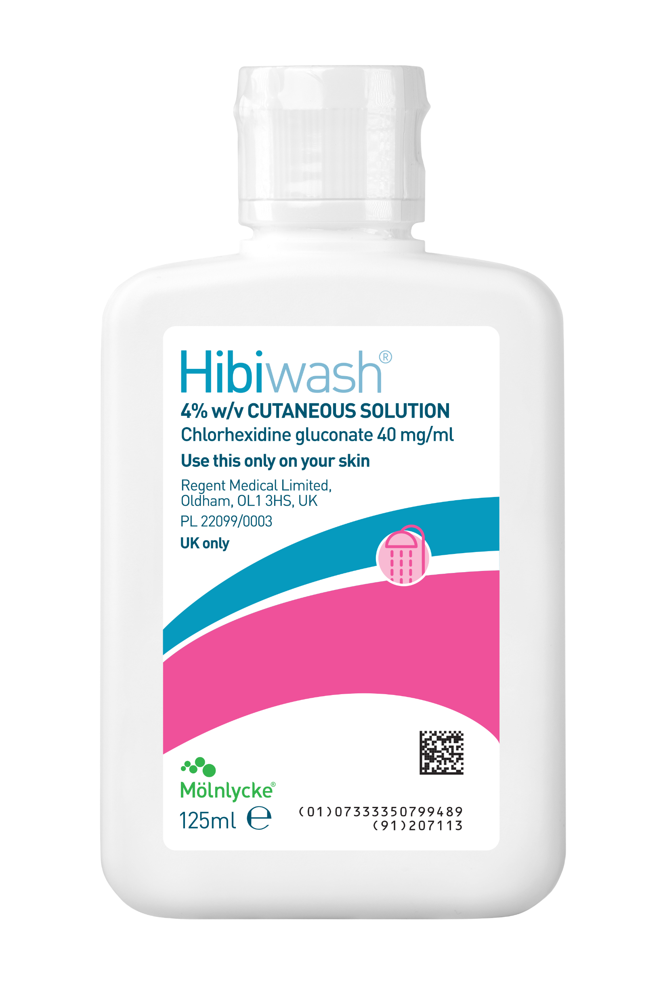 Hibiwash®
4% w/v CUTANEOUS SOLUTION
Chlorhexidine gluconate 40 mg/ml
Use this only on your skin
Regent Medical Limited,
Oldham, OL1 3HS, UK
PL 22099/0003
UK only
Mölnlycke®
125ml ℮
(01)07333350799489
(91)207113